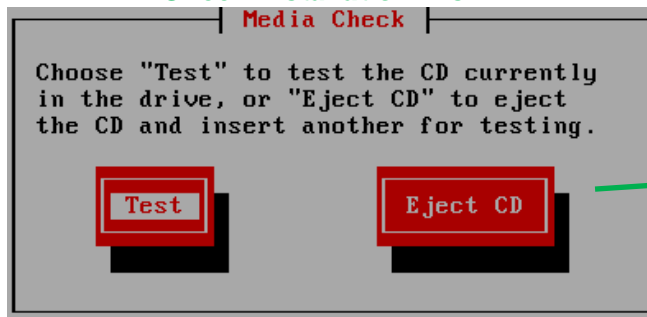 Media Check
Choose "Test" to test the CD currently
in the drive, or "Eject CD" to eject
the CD and insert another for testing.
Test
Eject CD